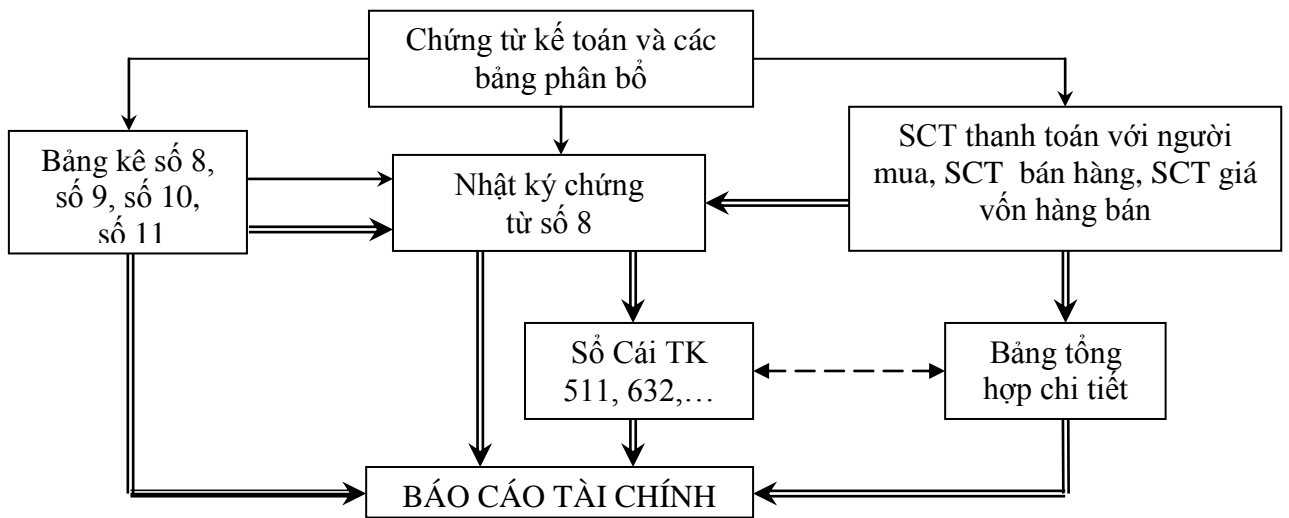 Chứng từ kế toán và các
bảng phân bổ
Bảng kê số 8,
số 9, số 10,
số 11
Nhật ký chứng
từ số 8
SCT thanh toán với người
mua, SCT bán hàng, SCT giá
vốn hàng bán
Sổ Cái TK
511, 632,…
Bảng tổng
hợp chi tiết
BÁO CÁO TÀI CHÍNH